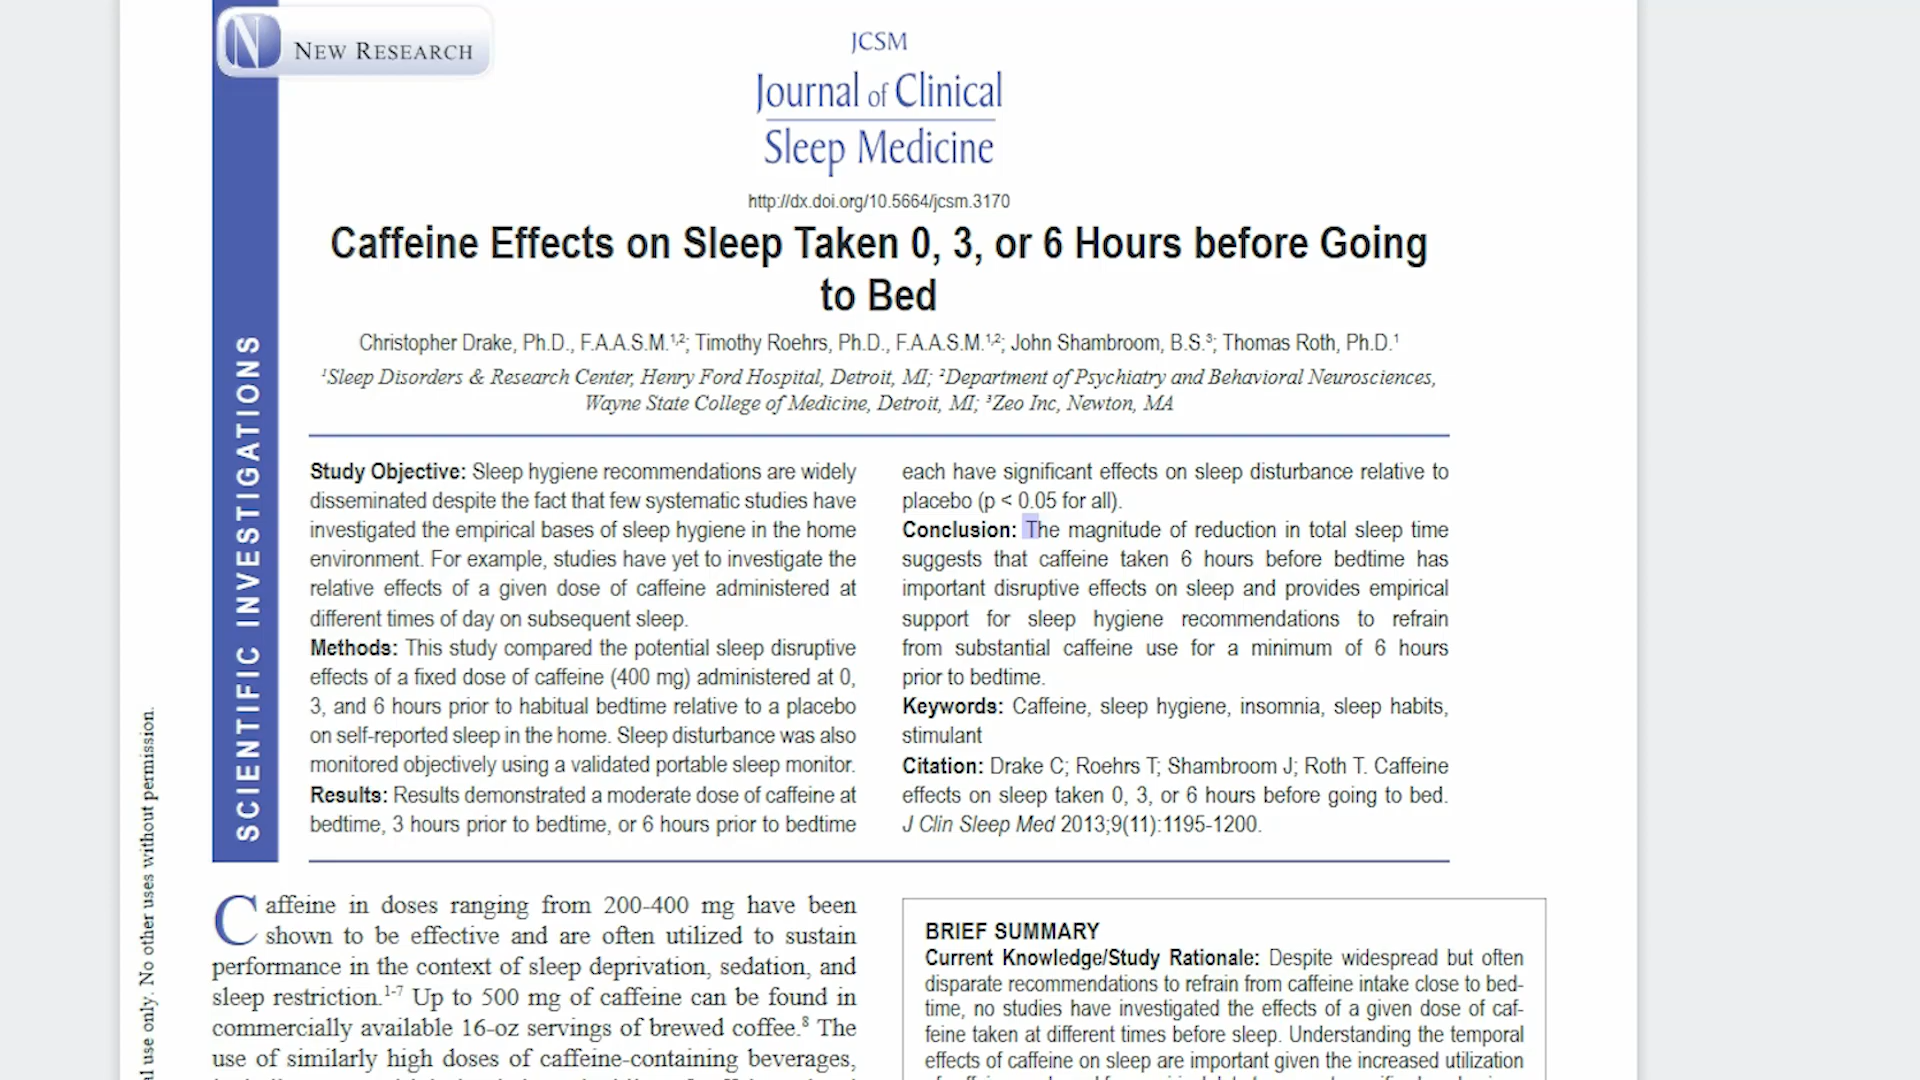 NEW RESEARCH
JCSM
Journal of Clinical
Sleep Medicine
http://dx.doi.org/10.5664/jcsm.3170
Caffeine Effects on Sleep Taken 0, 3, or 6 Hours before Going
to Bed
Christopher Drake, Ph.D., F.A.A.S.M.¹,²; Timothy Roehrs, Ph.D., F.A.A.S.M.¹,²; John Shambroom, B.S.³; Thomas Roth, Ph.D.¹
¹Sleep Disorders & Research Center, Henry Ford Hospital, Detroit, MI; ²Department of Psychiatry and Behavioral Neurosciences,
Wayne State College of Medicine, Detroit, MI; ³Zeo Inc, Newton, MA
SCIENTIFIC INVESTIGATIONS
Study Objective: Sleep hygiene recommendations are widely
disseminated despite the fact that few systematic studies have
investigated the empirical bases of sleep hygiene in the home
environment. For example, studies have yet to investigate the
relative effects of a given dose of caffeine administered at
different times of day on subsequent sleep.
Methods: This study compared the potential sleep disruptive
effects of a fixed dose of caffeine (400 mg) administered at 0,
3, and 6 hours prior to habitual bedtime relative to a placebo
on self-reported sleep in the home. Sleep disturbance was also
monitored objectively using a validated portable sleep monitor.
Results: Results demonstrated a moderate dose of caffeine at
bedtime, 3 hours prior to bedtime, or 6 hours prior to bedtime
each have significant effects on sleep disturbance relative to
placebo (p < 0.05 for all).
Conclusion: The magnitude of reduction in total sleep time
suggests that caffeine taken 6 hours before bedtime has
important disruptive effects on sleep and provides empirical
support for sleep hygiene recommendations to refrain
from substantial caffeine use for a minimum of 6 hours
prior to bedtime.
Keywords: Caffeine, sleep hygiene, insomnia, sleep habits,
stimulant
Citation: Drake C; Roehrs T; Shambroom J; Roth T. Caffeine
effects on sleep taken 0, 3, or 6 hours before going to bed.
J Clin Sleep Med 2013;9(11):1195-1200.
Caffeine in doses ranging from 200-400 mg have been
shown to be effective and are often utilized to sustain
performance in the context of sleep deprivation, sedation, and
sleep restriction.¹⁻⁷ Up to 500 mg of caffeine can be found in
commercially available 16-oz servings of brewed coffee.⁸ The
use of similarly high doses of caffeine-containing beverages,
BRIEF SUMMARY
Current Knowledge/Study Rationale: Despite widespread but often
disparate recommendations to refrain from caffeine intake close to bed-
time, no studies have investigated the effects of a given dose of caf-
feine taken at different times before sleep. Understanding the temporal
effects of caffeine on sleep are important given the increased utilization
use only. No other uses without permission.